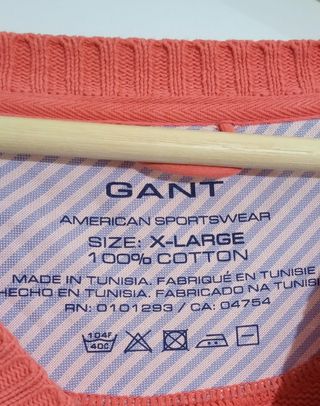 GANT
AMERICAN SPORTSWEAR
SIZE: X-LARGE
100% COTTON
MADE IN TUNISIA. FABRIQUÉ EN TUNISIE
HECHO EN TUNISIA. FABRICADO NA TUNISI
RN: 0101293 / CA: 04754
104F
40C